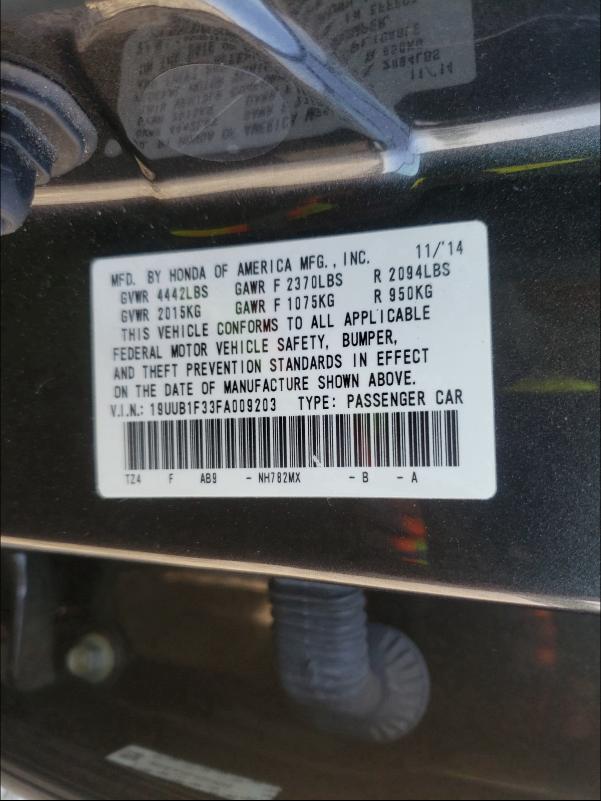 MFD. BY HONDA OF AMERICA MFG., INC. 11/'14
GVWR 4442LBS GAWR F 2370LBS R 2094LBS
GVWR 2015KG GAWR F 1075KG R 950KG
THIS VEHICLE CONFORMS TO ALL APPLICABLE
FEDERAL MOTOR VEHICLE SAFETY, BUMPER,
AND THEFT PREVENTION STANDARDS IN EFFECT
ON THE DATE OF MANUFACTURE SHOWN ABOVE.
V.I.N.: 19UUB1F33FA009203 TYPE: PASSENGER CAR
TZ4 F AB9 - NH782MX - B - A